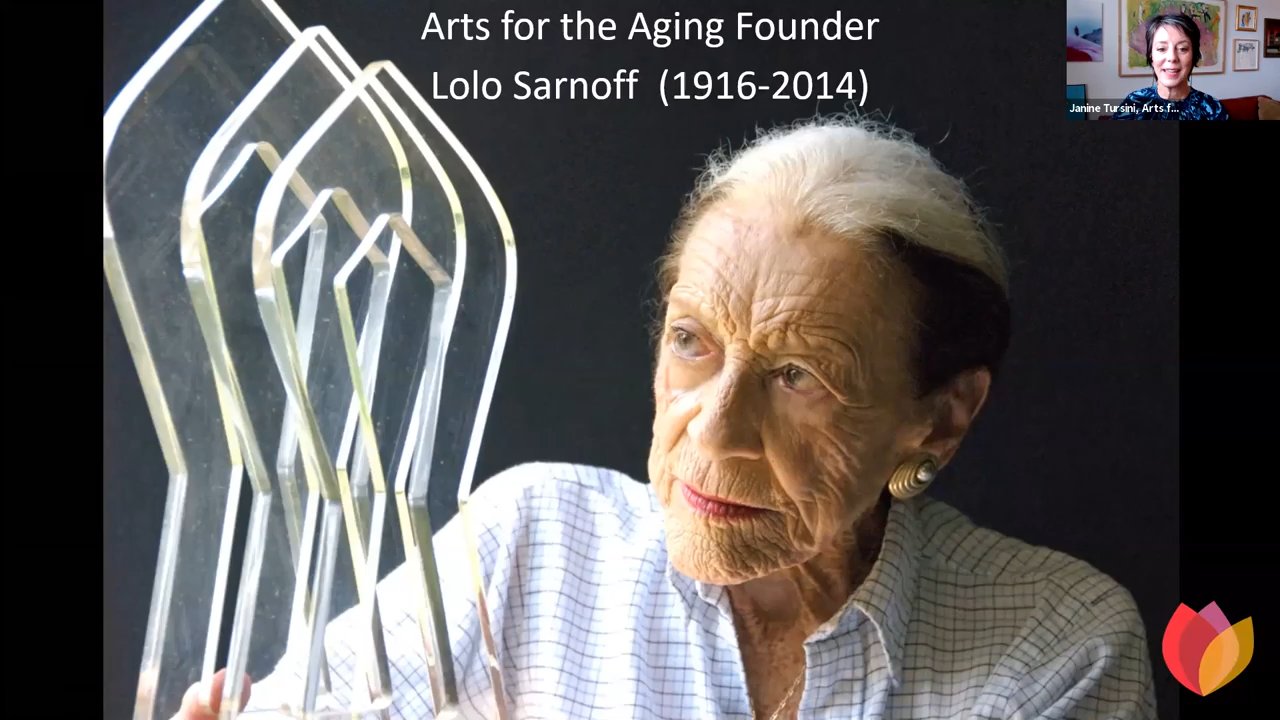 Arts for the Aging Founder
Lolo Sarnoff (1916-2014)
Janine Tursini, Arts f...